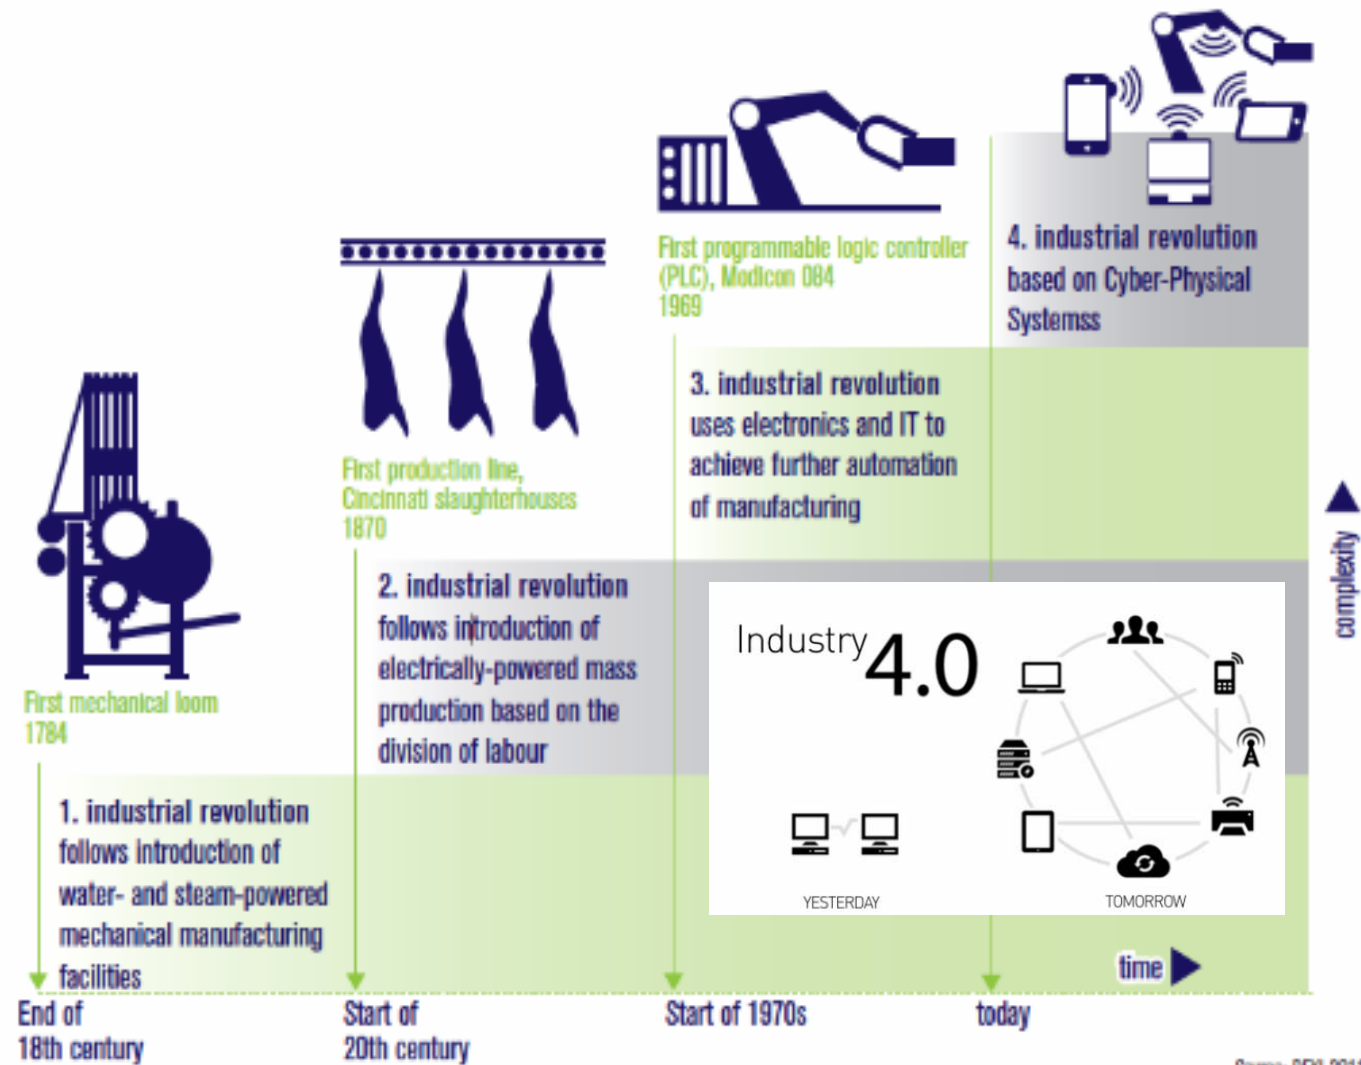 First programmable logic controller
(PLC), Modicon 084
1969
4. industrial revolution
based on Cyber-Physical
Systemss
3. industrial revolution
uses electronics and IT to
achieve further automation
of manufacturing
First production line,
Cincinnati slaughterhouses
1870
2. industrial revolution
follows introduction of
electrically-powered mass
production based on the
division of labour
First mechanical loom
1784
1. industrial revolution
follows introduction of
water- and steam-powered
mechanical manufacturing
facilities
Industry 4.0
YESTERDAY
TOMORROW
complexity
time
End of
18th century
Start of
20th century
Start of 1970s
today